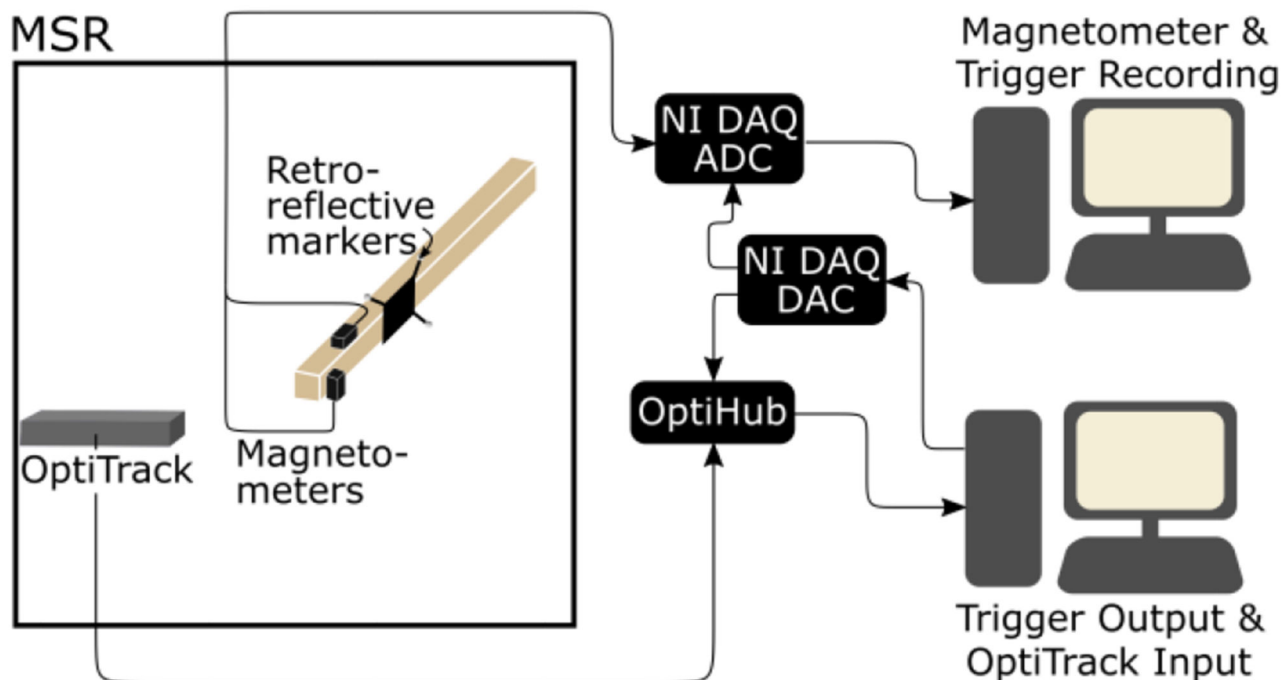 MSR
Magnetometer &
Trigger Recording
NI DAQ
ADC
Retro-
reflective
markers
NI DAQ
DAC
OptiHub
OptiTrack
Magneto-
meters
Trigger Output &
OptiTrack Input